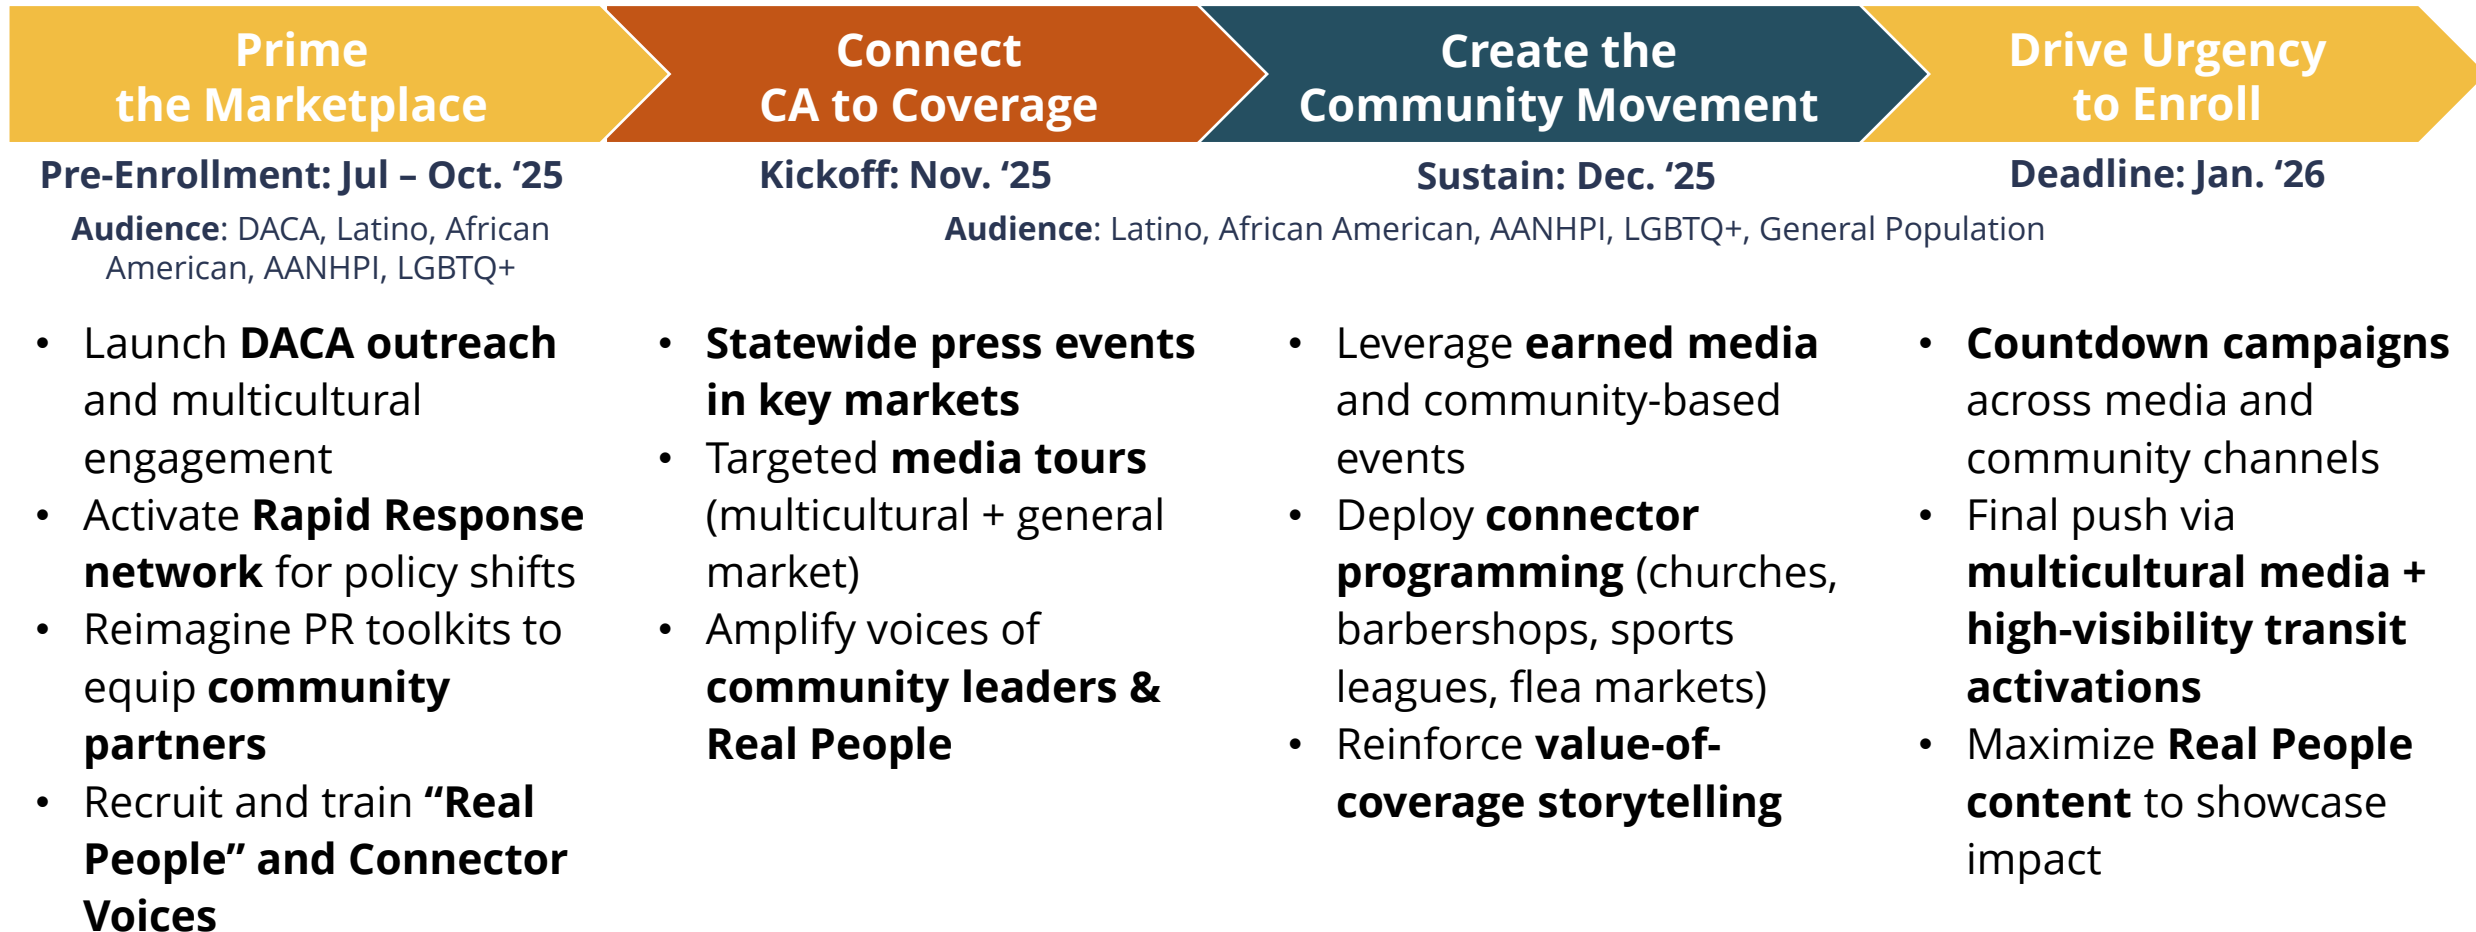 Prime
the Marketplace
Pre-Enrollment: Jul – Oct. ‘25
Audience: DACA, Latino, African
American, AANHPI, LGBTQ+
• Launch DACA outreach
and multicultural
engagement
• Activate Rapid Response
network for policy shifts
• Reimagine PR toolkits to
equip community
partners
• Recruit and train “Real
People” and Connector
Voices
Connect
CA to Coverage
Kickoff: Nov. ‘25
Audience: Latino, African American, AANHPI, LGBTQ+, General Population
• Statewide press events
in key markets
• Targeted media tours
(multicultural + general
market)
• Amplify voices of
community leaders &
Real People
Create the
Community Movement
Sustain: Dec. ‘25
• Leverage earned media
and community-based
events
• Deploy connector
programming (churches,
barbershops, sports
leagues, flea markets)
• Reinforce value-of-
coverage storytelling
Drive Urgency
to Enroll
Deadline: Jan. ‘26
• Countdown campaigns
across media and
community channels
• Final push via
multicultural media +
high-visibility transit
activations
• Maximize Real People
content to showcase
impact